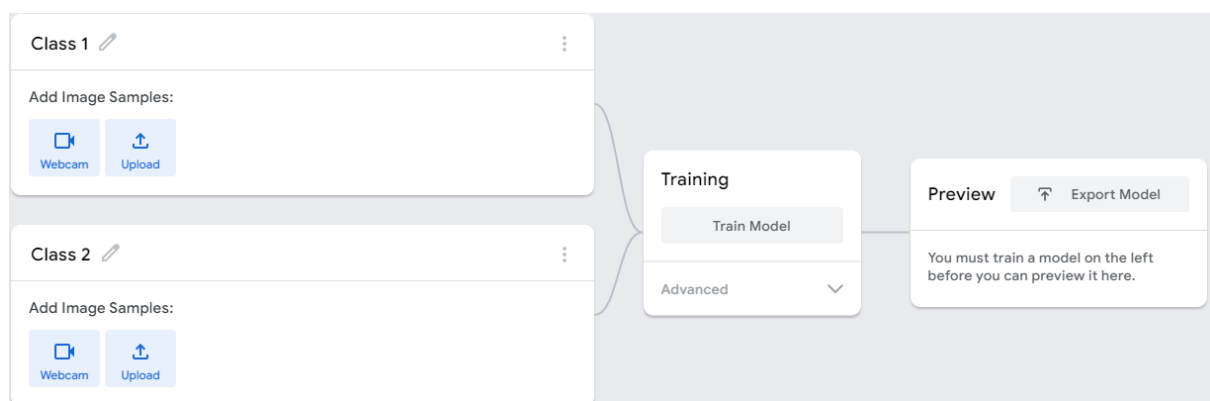 Class 1
Add Image Samples:
Webcam
Upload
Class 2
Add Image Samples:
Webcam
Upload
Training
Train Model
Advanced
Preview
Export Model
You must train a model on the left
before you can preview it here.